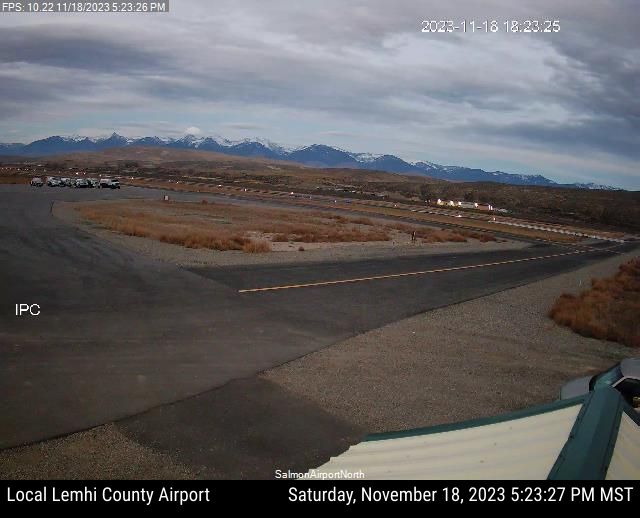 FPS: 10.22 11/18/2023 5:23:26 PM
2023-11-18 18:23:25
IPC
SalmonAirportNorth
Local Lemhi County Airport Saturday, November 18, 2023 5:23:27 PM MST